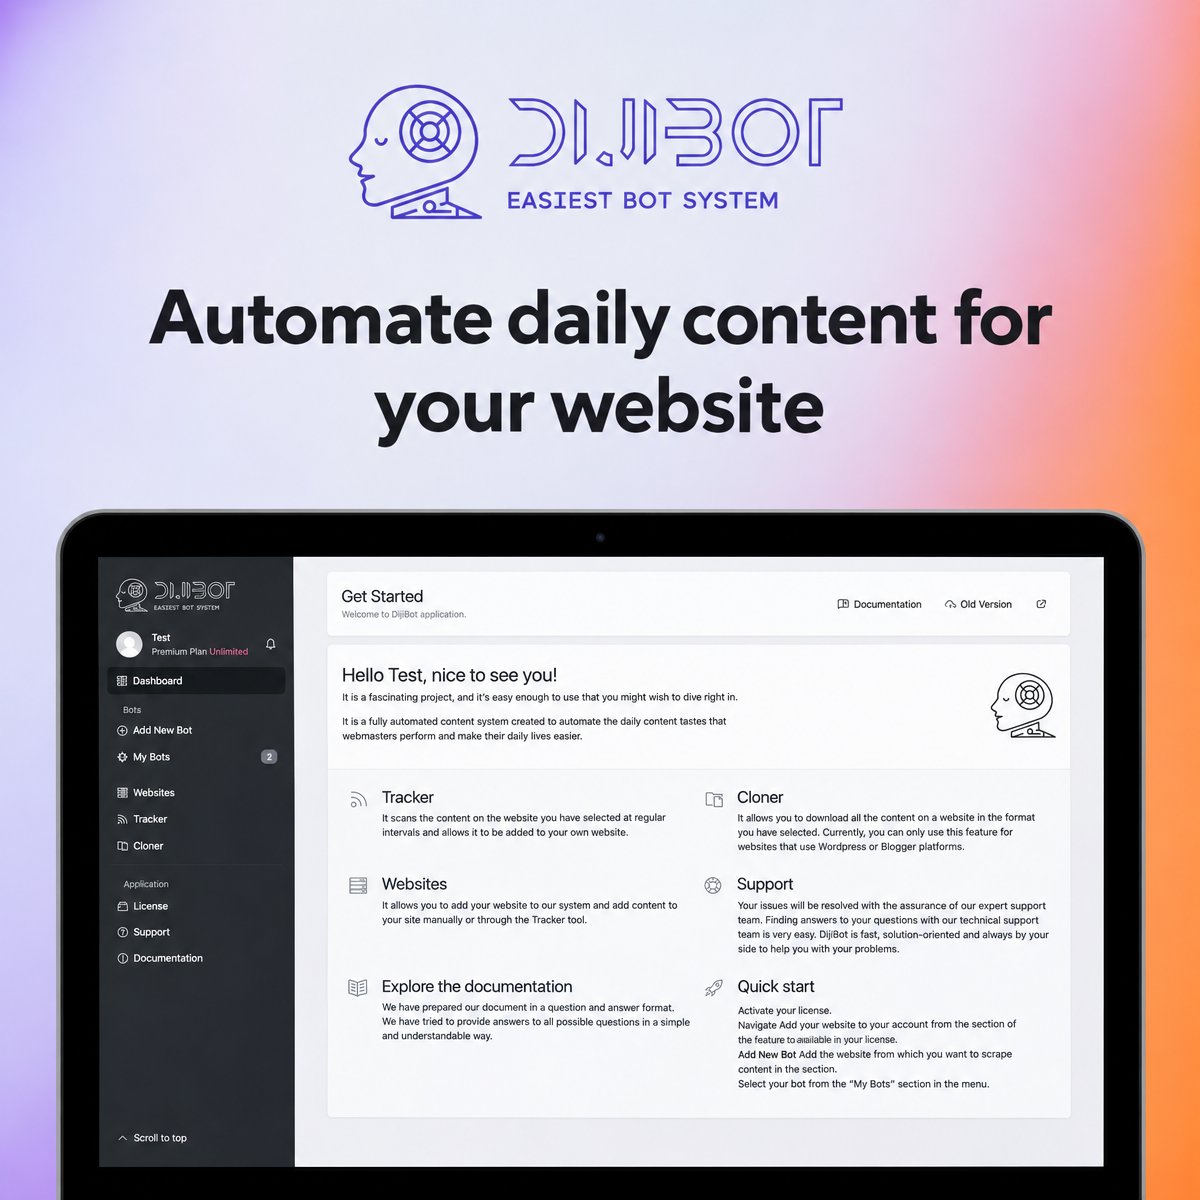 DIJIBOT
EASIEST BOT SYSTEM
Automate daily content for
your website
DIJIBOT
EASIEST BOT SYSTEM
Test
Premium Plan Unlimited
Dashboard
Bots
Add New Bot
My Bots
2
Websites
Tracker
Cloner
Application
License
Support
Documentation
Scroll to top
Get Started
Welcome to DijiBot application.
Documentation
Old Version
Hello Test, nice to see you!
It is a fascinating project, and it's easy enough to use that you might wish to dive right in.
It is a fully automated content system created to automate the daily content tastes that
webmasters perform and make their daily lives easier.
Tracker
It scans the content on the website you have selected at regular
intervals and allows it to be added to your own website.
Cloner
It allows you to download all the content on a website in the format
you have selected. Currently, you can only use this feature for
websites that use Wordpress or Blogger platforms.
Websites
It allows you to add your website to our system and add content to
your site manually or through the Tracker tool.
Support
Your issues will be resolved with the assurance of our expert support
team. Finding answers to your questions with our technical support
team is very easy. DijiBot is fast, solution-oriented and always by your
side to help you with your problems.
Explore the documentation
We have prepared our document in a question and answer format.
We have tried to provide answers to all possible questions in a simple
and understandable way.
Quick start
Activate your license.
Navigate Add your website to your account from the section of
the feature to available in your license.
Add New Bot Add the website from which you want to scrape
content in the section.
Select your bot from the “My Bots” section in the menu.